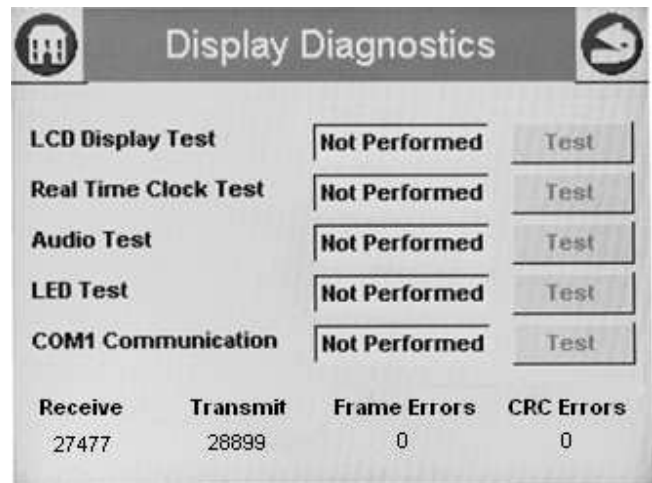 Display Diagnostics
LCD Display Test Not Performed Test
Real Time Clock Test Not Performed Test
Audio Test Not Performed Test
LED Test Not Performed Test
COM1 Communication Not Performed Test
Receive Transmit Frame Errors CRC Errors
27477 28899 0 0